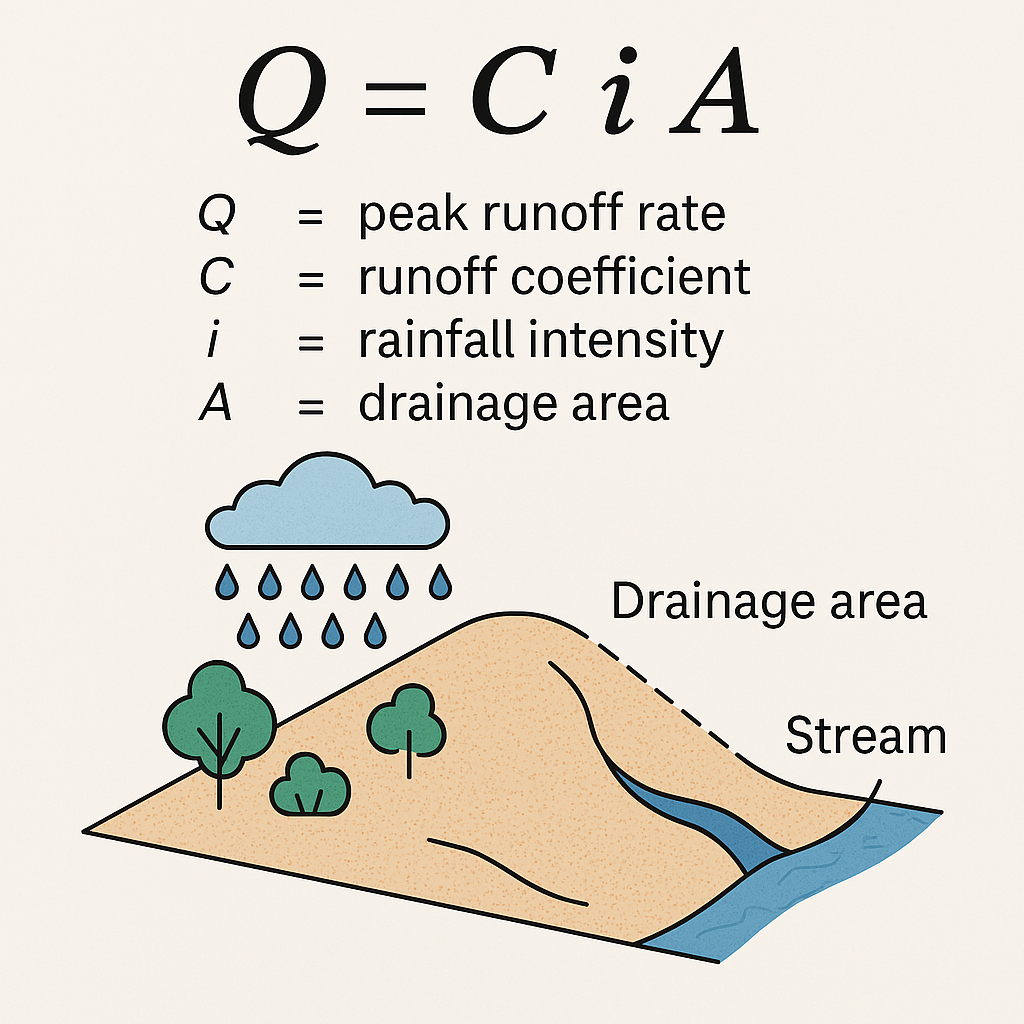 Q = C i A
Q = peak runoff rate
C = runoff coefficient
i = rainfall intensity
A = drainage area
Drainage area
Stream